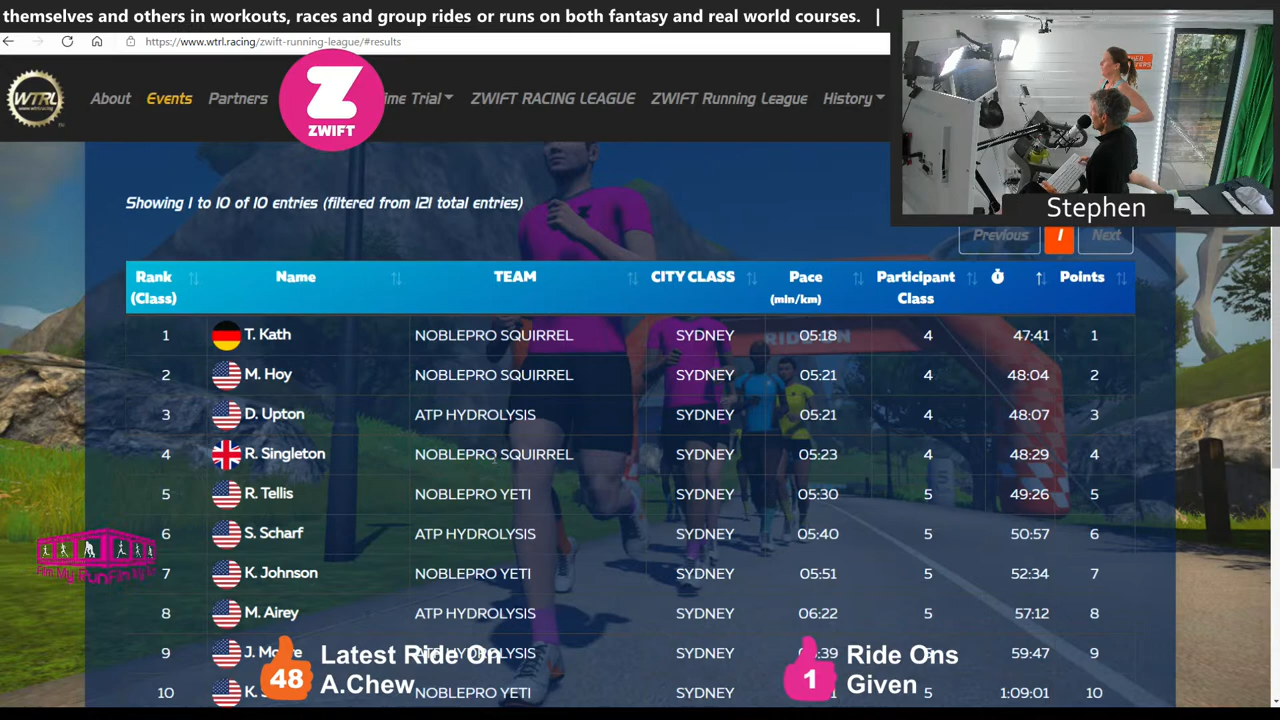 themselves and others in workouts, races and group rides or runs on both fantasy and real world courses. |
https://www.wtrl.racing/zwift-running-league/#results
WTRL About Events Partners ZWIFT ime Trial ZWIFT RACING LEAGUE ZWIFT Running League History
Showing 1 to 10 of 10 entries (filtered from 121 total entries)
Stephen
Previous 1 Next
Rank (Class) Name TEAM CITY CLASS Pace (min/km) Participant Class Points
1 T. Kath NOBLEPRO SQUIRREL SYDNEY 05:18 4 47:41 1
2 M. Hoy NOBLEPRO SQUIRREL SYDNEY 05:21 4 48:04 2
3 D. Upton ATP HYDROLYSIS SYDNEY 05:21 4 48:07 3
4 R. Singleton NOBLEPRO SQUIRREL SYDNEY 05:23 4 48:29 4
5 R. Tellis NOBLEPRO YETI SYDNEY 05:30 5 49:26 5
6 S. Scharf ATP HYDROLYSIS SYDNEY 05:40 5 50:57 6
7 K. Johnson NOBLEPRO YETI SYDNEY 05:51 5 52:34 7
8 M. Airey ATP HYDROLYSIS SYDNEY 06:22 5 57:12 8
9 J. ATP HYDROLYSIS SYDNEY :39 59:47 9
10 K. NOBLEPRO YETI SYDNEY 5 1:09:01 10
48 Latest Ride On
A.Chew
1 Ride Ons
Given